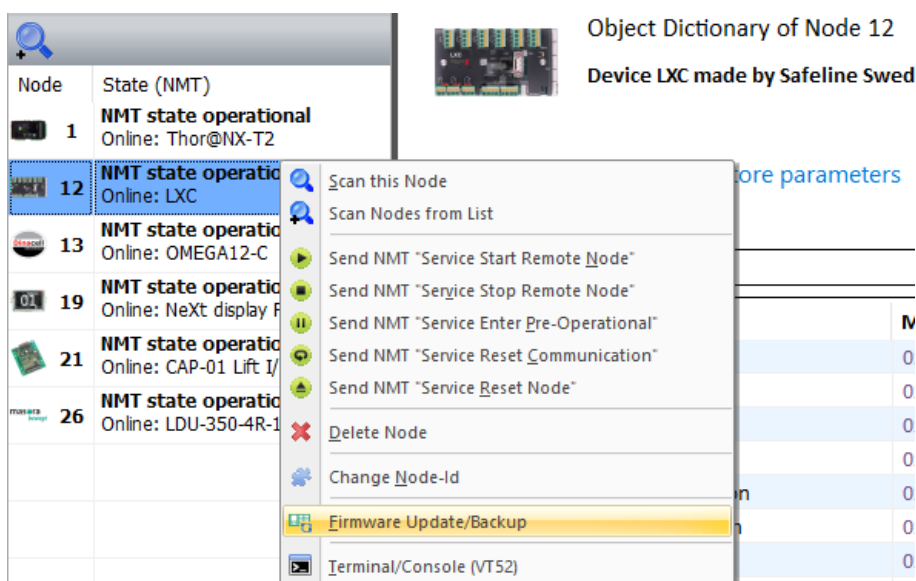 Object Dictionary of Node 12
Device LXC made by Safeline Swed
Node State (NMT)
1 NMT state operational
Online: Thor@NX-T2
12 NMT state operatio
Online: LXC
13 NMT state operatio
Online: OMEGA12-C
19 NMT state operatio
Online: NeXt display F
21 NMT state operatio
Online: CAP-01 Lift I/
26 NMT state operatio
Online: LDU-350-4R-1
Scan this Node
Scan Nodes from List
Send NMT "Service Start Remote Node"
Send NMT "Service Stop Remote Node"
Send NMT "Service Enter Pre-Operational"
Send NMT "Service Reset Communication"
Send NMT "Service Reset Node"
Delete Node
Change Node-Id
Firmware Update/Backup
Terminal/Console (VT52)
ore parameters